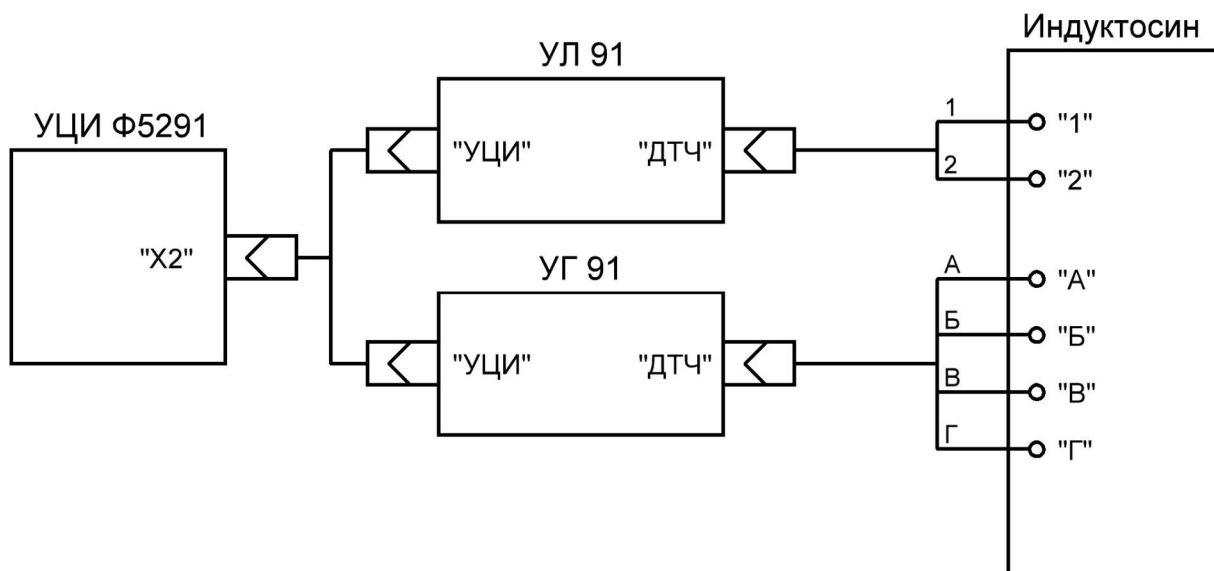 Индуктосин
УЛ 91
УЦИ Ф5291
"УЦИ"
"ДТЧ"
1
"1"
2
"2"
"Х2"
УГ 91
"УЦИ"
"ДТЧ"
А
"А"
Б
"Б"
В
"В"
Г
"Г"